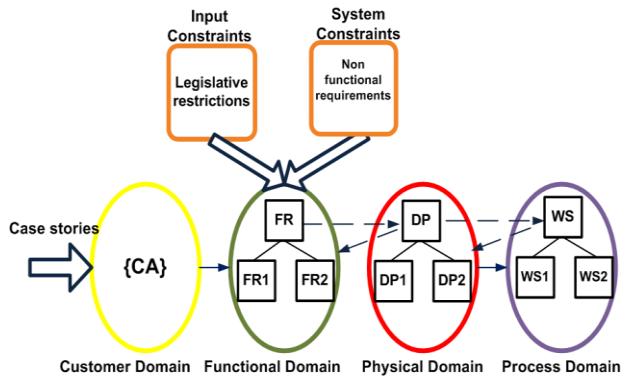 Input
Constraints
System
Constraints
Legislative
restrictions
Non
functional
requirements
Case stories
{CA}
FR
FR1
FR2
DP
DP1
DP2
WS
WS1
WS2
Customer Domain
Functional Domain
Physical Domain
Process Domain